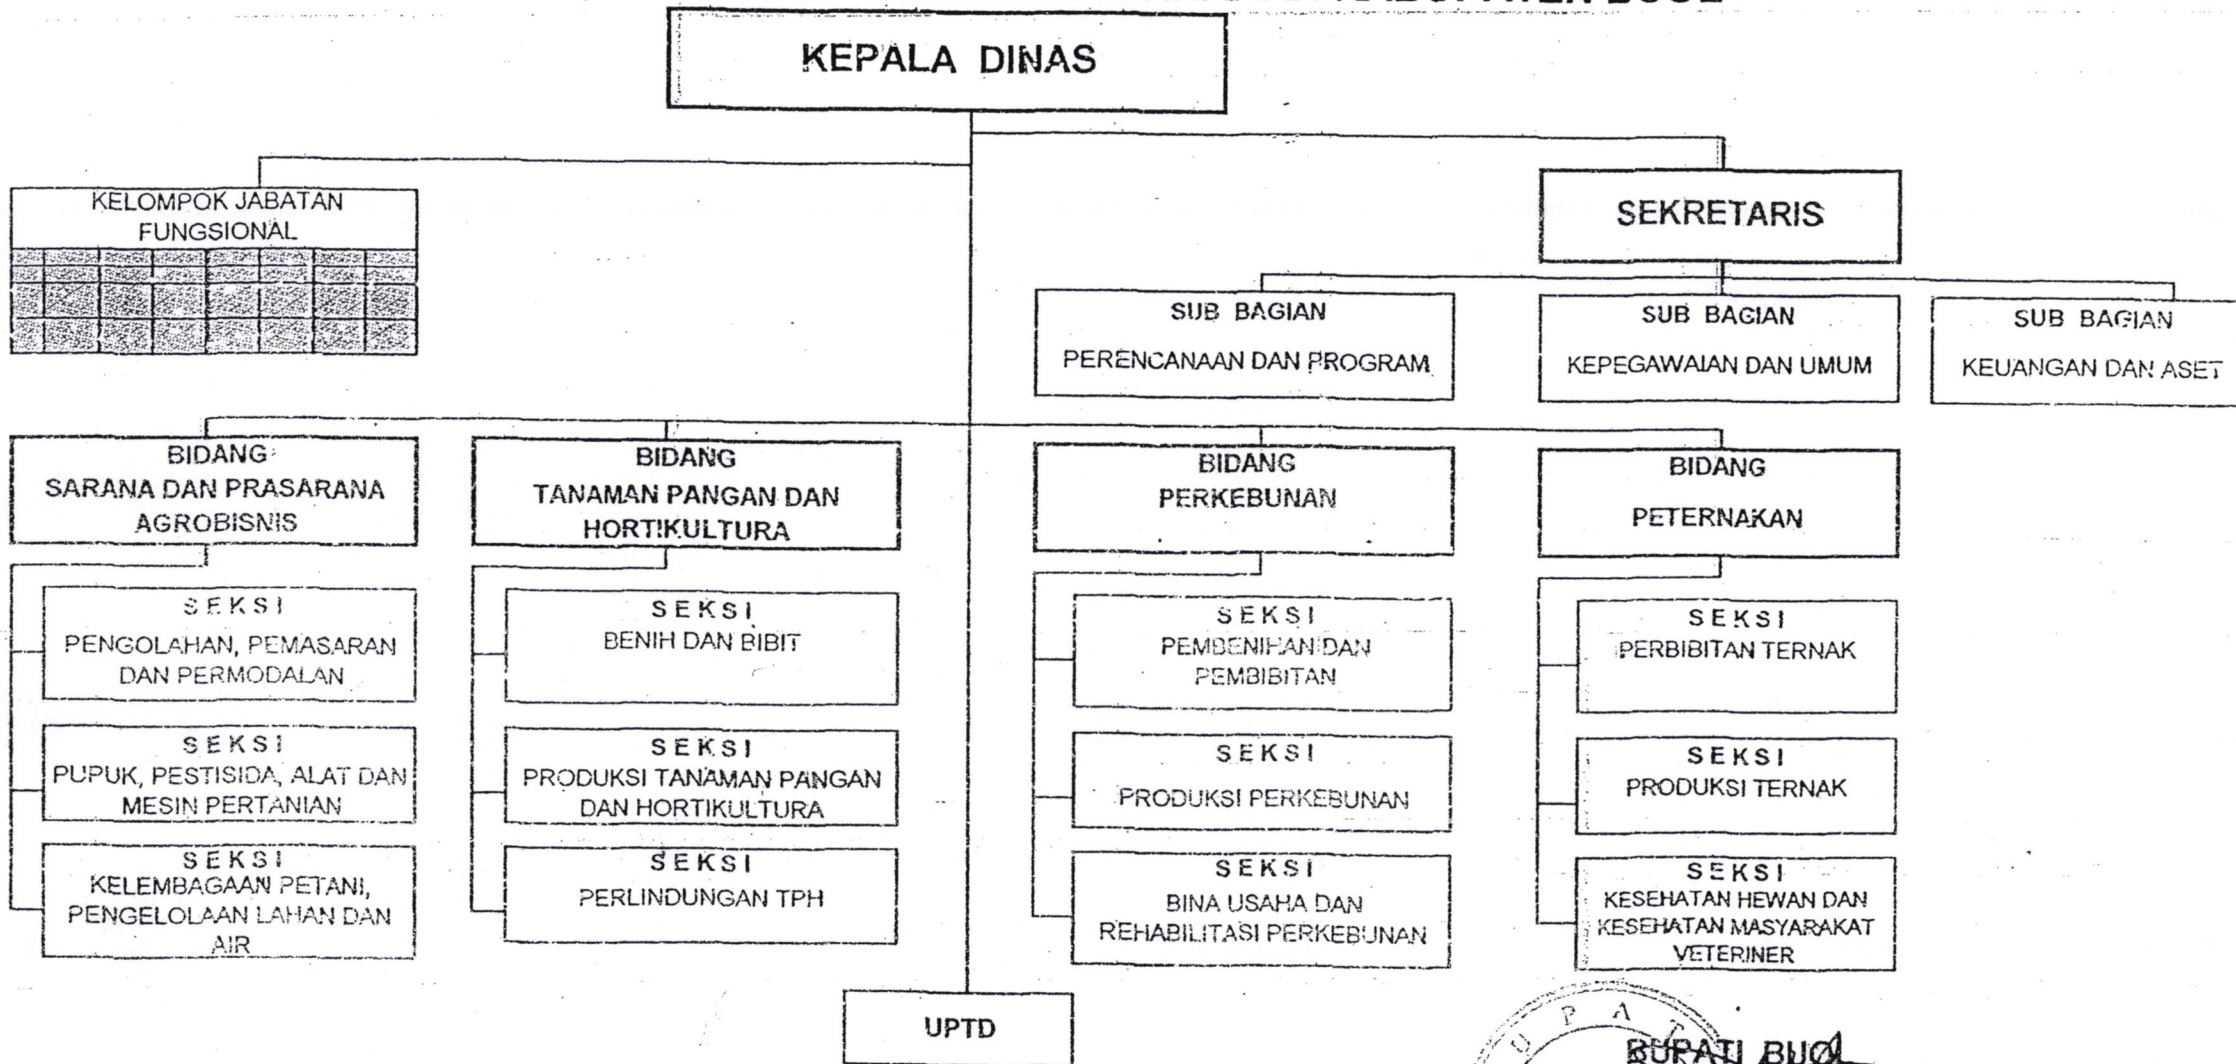 KEPALA DINAS
KELOMPOK JABATAN
FUNGSIONAL
SEKRETARIS
SUB BAGIAN
PERENCANAAN DAN PROGRAM
SUB BAGIAN
KEPEGAWAIAN DAN UMUM
SUB BAGIAN
KEUANGAN DAN ASET
BIDANG
SARANA DAN PRASARANA
AGROBISNIS
BIDANG
TANAMAN PANGAN DAN
HORTIKULTURA
BIDANG
PERKEBUNAN
BIDANG
PETERNAKAN
SEKSI
PENGOLAHAN, PEMASARAN
DAN PERMODALAN
SEKSI
BENIH DAN BIBIT
SEKSI
PEMBENIHAN DAN
PEMBIBITAN
SEKSI
PERBIBITAN TERNAK
SEKSI
PUPUK, PESTISIDA, ALAT DAN
MESIN PERTANIAN
SEKSI
PRODUKSI TANAMAN PANGAN
DAN HORTIKULTURA
SEKSI
PRODUKSI PERKEBUNAN
SEKSI
PRODUKSI TERNAK
SEKSI
KELEMBAGAAN PETANI,
PENGELOLAAN LAHAN DAN
AIR
SEKSI
PERLINDUNGAN TPH
SEKSI
BINA USAHA DAN
REHABILITASI PERKEBUNAN
SEKSI
KESEHATAN HEWAN DAN
KESEHATAN MASYARAKAT
VETERINER
UPTD
BUPATI BUOL